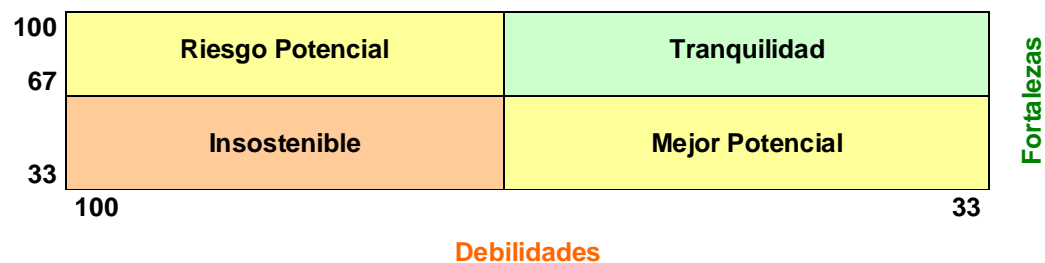 100
Riesgo Potencial
Tranquilidad
67
Insostenible
Mejor Potencial
33
100
33
Debilidades
Fortalezas